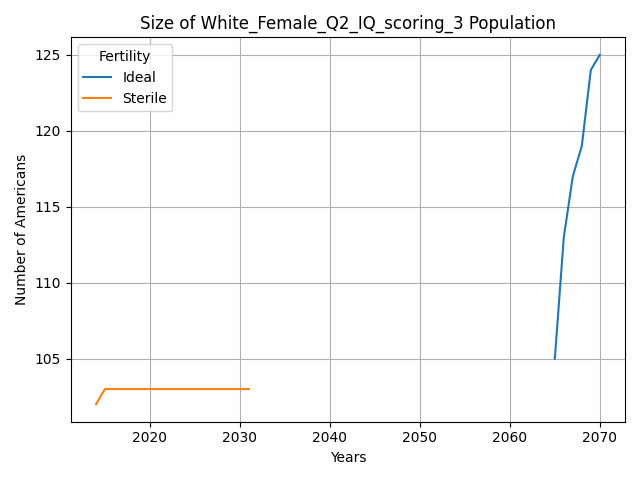 Size of White_Female_Q2_IQ_scoring_3 Population
Fertility
Ideal
Sterile
Number of Americans
125
120
115
110
105
2020 2030 2040 2050 2060 2070
Years